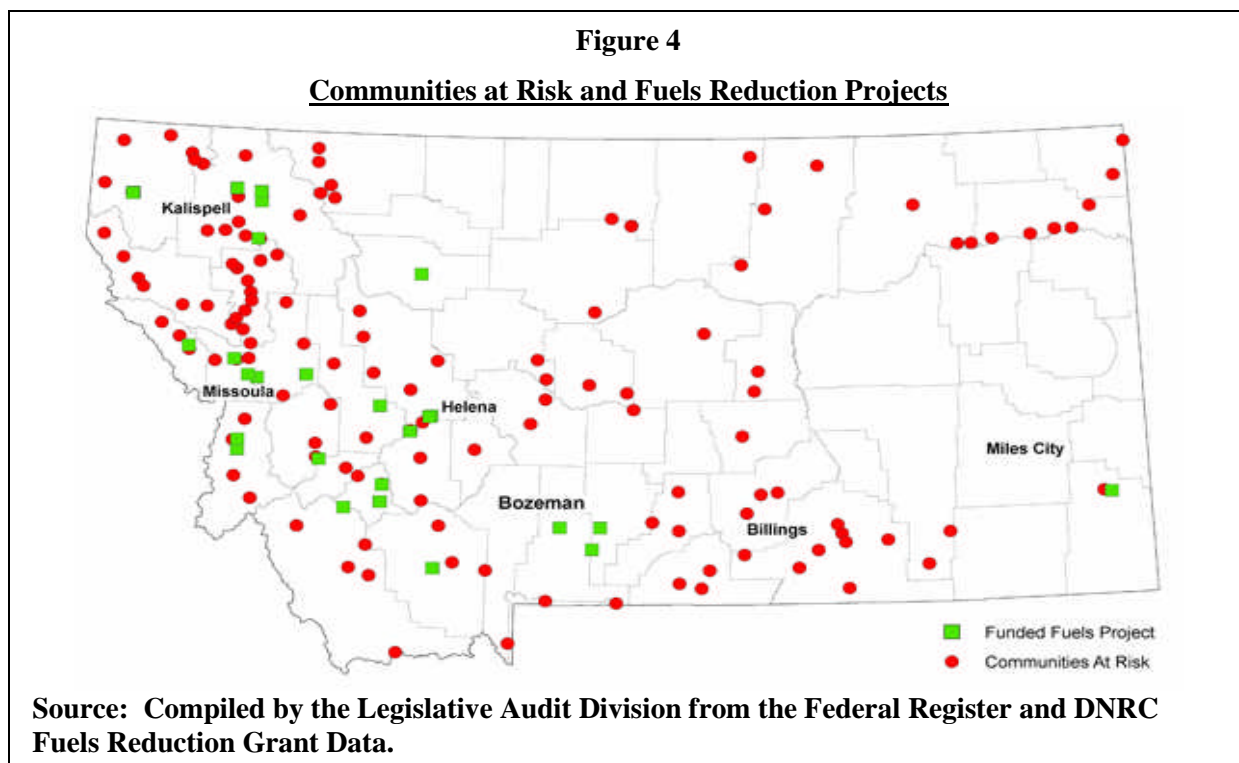 Figure 4
Communities at Risk and Fuels Reduction Projects
Kalispell
Missoula
Helena
Miles City
Bozeman
Billings
Funded Fuels Project
Communities At Risk
Source: Compiled by the Legislative Audit Division from the Federal Register and DNRC
Fuels Reduction Grant Data.